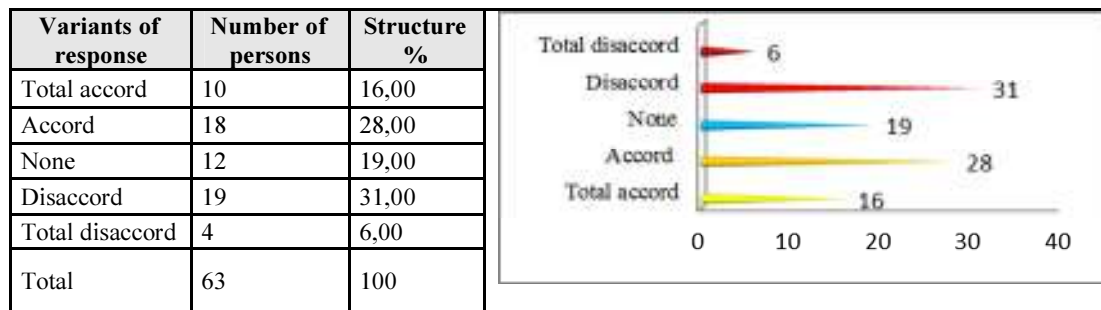 Variants of response Number of persons Structure %
Total accord 10 16,00
Accord 18 28,00
None 12 19,00
Disaccord 19 31,00
Total disaccord 4 6,00
Total 63 100
Total disaccord 6
Disaccord 31
None 19
Accord 28
Total accord 16
0 10 20 30 40